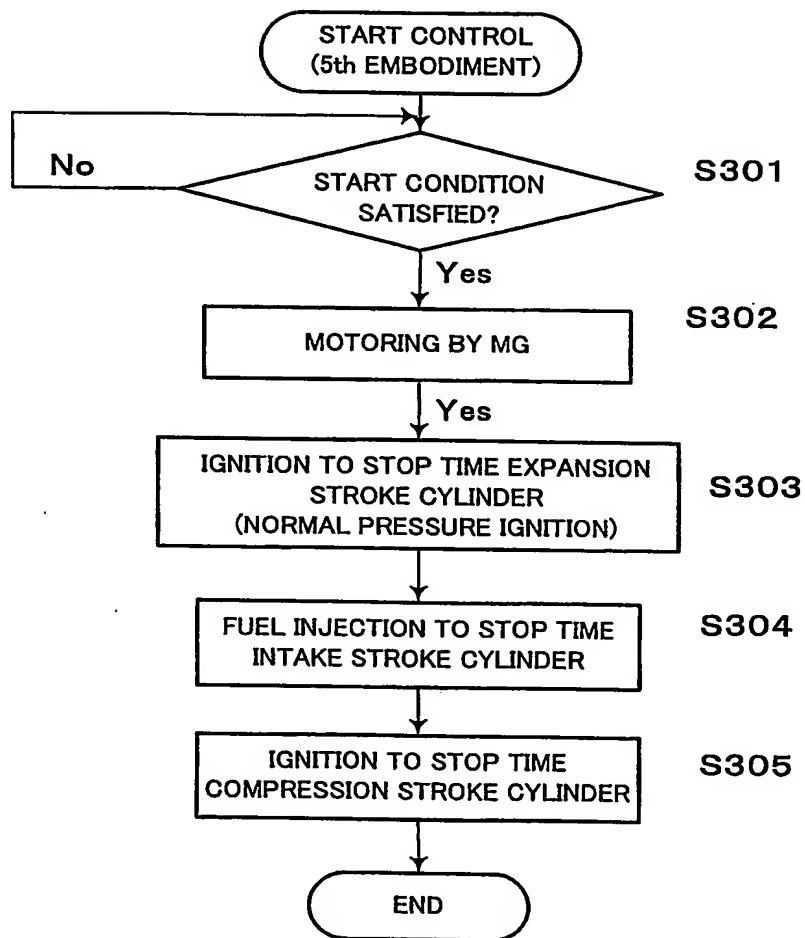 START CONTROL
(5th EMBODIMENT)
No
START CONDITION
SATISFIED?
S301
Yes
MOTORING BY MG
S302
Yes
IGNITION TO STOP TIME EXPANSION
STROKE CYLINDER
(NORMAL PRESSURE IGNITION)
S303
FUEL INJECTION TO STOP TIME
INTAKE STROKE CYLINDER
S304
IGNITION TO STOP TIME
COMPRESSION STROKE CYLINDER
S305
END